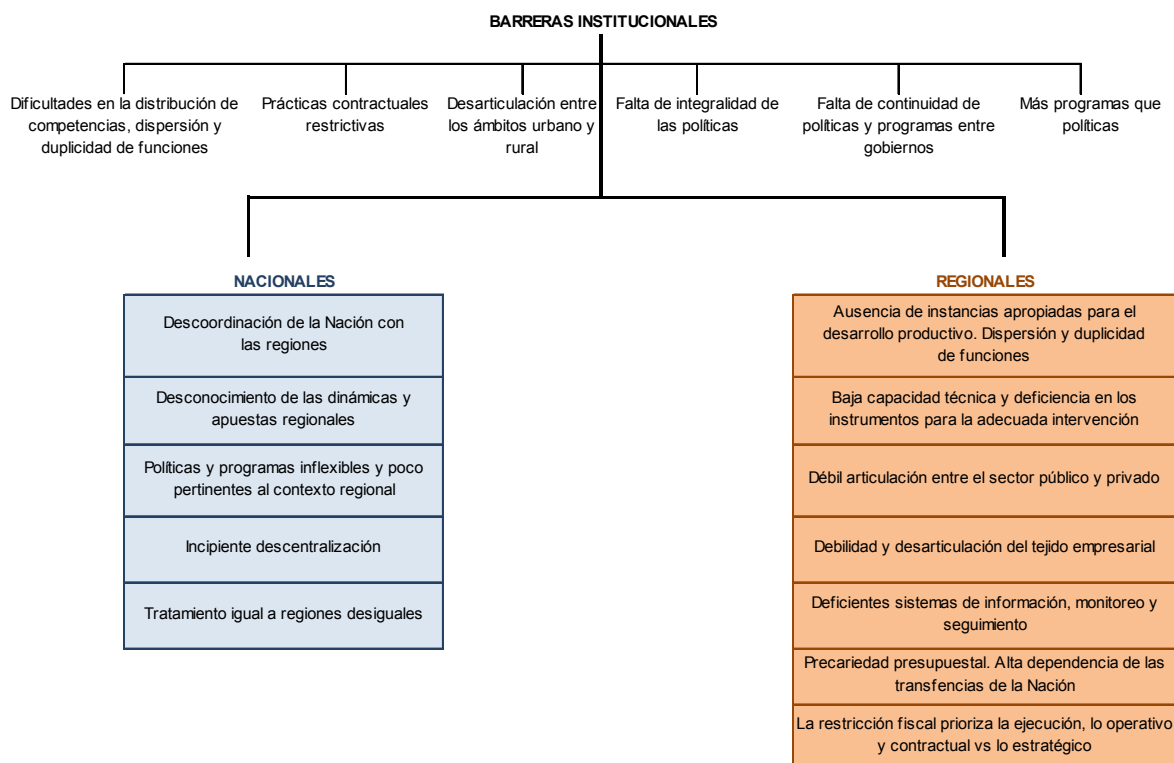 BARRERAS INSTITUCIONALES
Dificultades en la distribución de
competencias, dispersión y
duplicidad de funciones
Prácticas contractuales
restrictivas
Desarticulación entre
los ámbitos urbano y
rural
Falta de integralidad de
las políticas
Falta de continuidad de
políticas y programas entre
gobiernos
Más programas que
políticas
NACIONALES
Descoordinación de la Nación con
las regiones
Desconocimiento de las dinámicas y
apuestas regionales
Políticas y programas inflexibles y poco
pertinentes al contexto regional
Incipiente descentralización
Tratamiento igual a regiones desiguales
REGIONALES
Ausencia de instancias apropiadas para el
desarrollo productivo. Dispersión y duplicidad
de funciones
Baja capacidad técnica y deficiencia en los
instrumentos para la adecuada intervención
Débil articulación entre el sector público y privado
Debilidad y desarticulación del tejido empresarial
Deficientes sistemas de información, monitoreo y
seguimiento
Precariedad presupuestal. Alta dependencia de las
transfencias de la Nación
La restricción fiscal prioriza la ejecución, lo operativo
y contractual vs lo estratégico